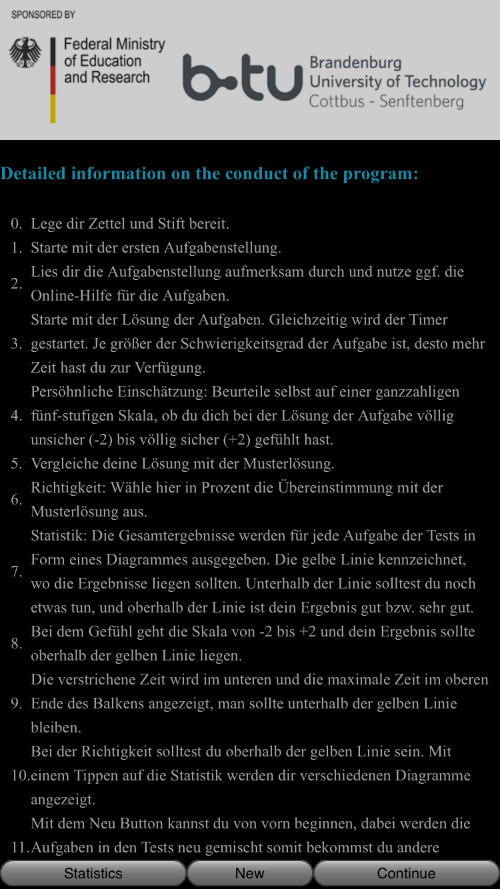 SPONSORED BY
Federal Ministry
of Education
and Research
b-tu
Brandenburg
University of Technology
Cottbus - Senftenberg
Detailed information on the conduct of the program:
0. Lege dir Zettel und Stift bereit.
1. Starte mit der ersten Aufgabenstellung.
Lies dir die Aufgabenstellung aufmerksam durch und nutze ggf. die
2.
Online-Hilfe für die Aufgaben.
Starte mit der Lösung der Aufgaben. Gleichzeitig wird der Timer
3. gestartet. Je größer der Schwierigkeitsgrad der Aufgabe ist, desto mehr
Zeit hast du zur Verfügung.
Persöhnliche Einschätzung: Beurteile selbst auf einer ganzzahligen
4. fünf-stufigen Skala, ob du dich bei der Lösung der Aufgabe völlig
unsicher (-2) bis völlig sicher (+2) gefühlt hast.
5. Vergleiche deine Lösung mit der Musterlösung.
Richtigkeit: Wähle hier in Prozent die Übereinstimmung mit der
6.
Musterlösung aus.
Statistik: Die Gesamtergebnisse werden für jede Aufgabe der Tests in
Form eines Diagrammes ausgegeben. Die gelbe Linie kennzeichnet,
7.
wo die Ergebnisse liegen sollten. Unterhalb der Linie solltest du noch
etwas tun, und oberhalb der Linie ist dein Ergebnis gut bzw. sehr gut.
Bei dem Gefühl geht die Skala von -2 bis +2 und dein Ergebnis sollte
8.
oberhalb der gelben Linie liegen.
Die verstrichene Zeit wird im unteren und die maximale Zeit im oberen
9. Ende des Balkens angezeigt, man sollte unterhalb der gelben Linie
bleiben.
Bei der Richtigkeit solltest du oberhalb der gelben Linie sein. Mit
10.einem Tippen auf die Statistik werden dir verschiedenen Diagramme
angezeigt.
Mit dem Neu Button kannst du von vorn beginnen, dabei werden die
11.Aufgaben in den Tests neu gemischt somit bekommst du andere
Statistics
New
Continue